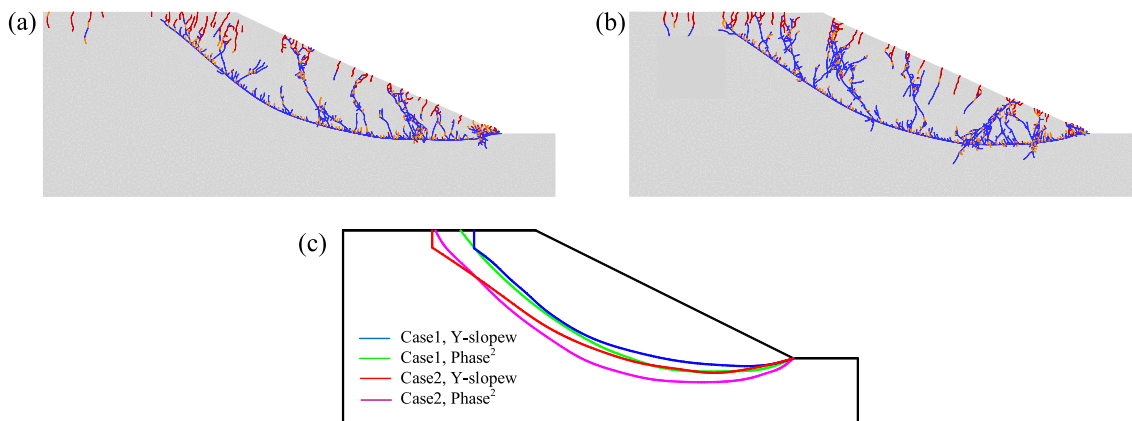 (a)
(b)
(c)
Case1, Y-slopew
Case1, Phase²
Case2, Y-slopew
Case2, Phase²